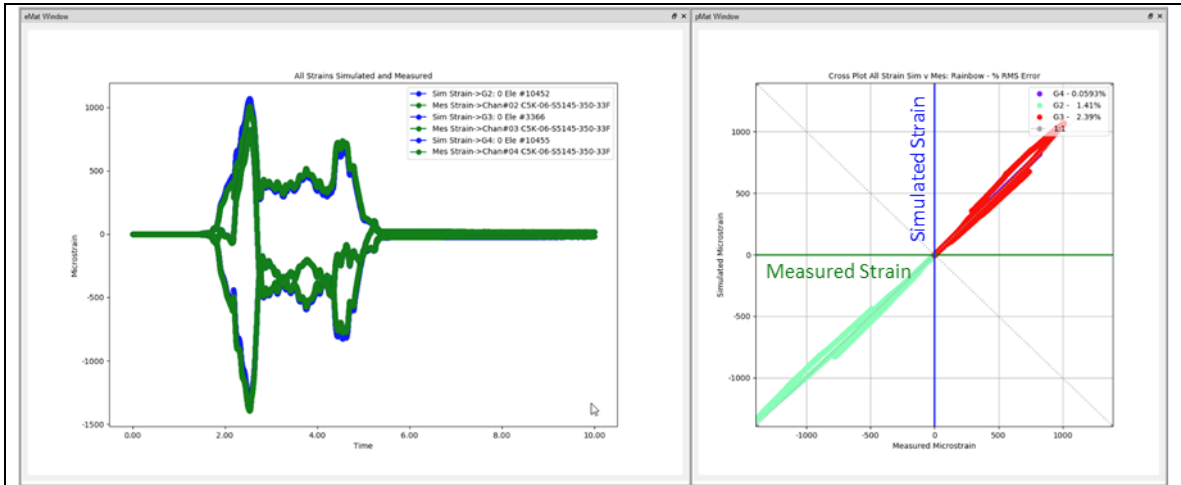 eMat Window
All Strains Simulated and Measured
Sim Strain->G2: 0 Ele #10452
Mes Strain->Chan#02 C5K-06-S5145-350-33F
Sim Strain->G3: 0 Ele #3366
Mes Strain->Chan#03 C5K-06-S5145-350-33F
Sim Strain->G4: 0 Ele #10455
Mes Strain->Chan#04 C5K-06-S5145-350-33F
Microstrain
1000
500
0
-500
-1000
-1500
0.00 2.00 4.00 6.00 8.00 10.00
Time
pMat Window
Cross Plot All Strain Sim v Mes: Rainbow - % RMS Error
G4 - 0.0593%
G2 - 1.41%
G3 - 2.39%
1:1
Simulated Strain
Measured Strain
Simulated Microstrain
1000
500
0
-500
-1000
-1000 -500 0 500 1000
Measured Microstrain